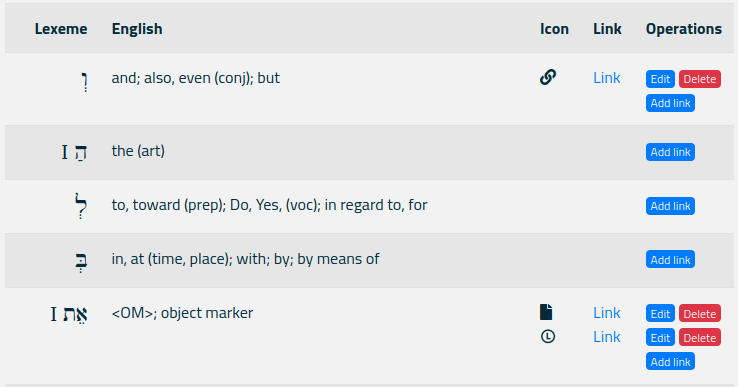 Lexeme English Icon Link Operations
וְ and; also, even (conj); but Link Edit Delete
Add link
הַ I the (art) Add link
לְ to, toward (prep); Do, Yes, (voc); in regard to, for Add link
בְּ in, at (time, place); with; by; by means of Add link
אֵת I <OM>; object marker Link Edit Delete
L Link Edit Delete
Add link